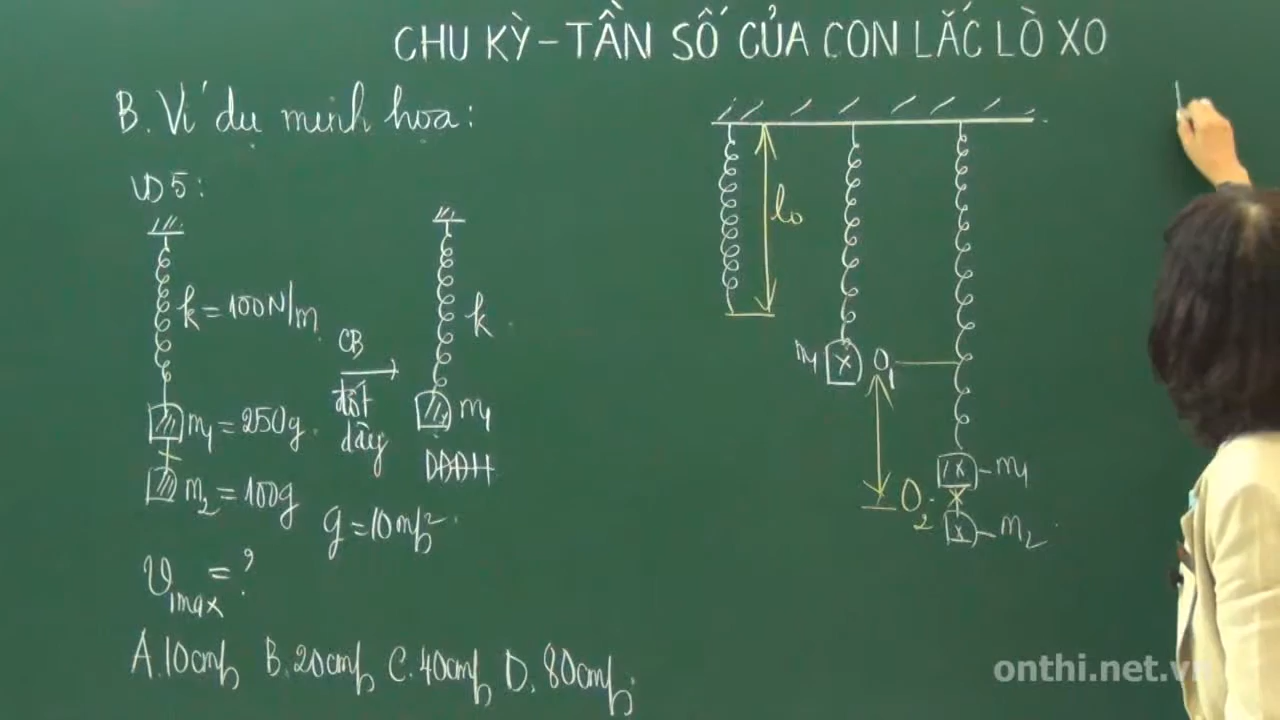 CHU KỲ - TẦN SỐ CỦA CON LẮC LÒ XO
B. Ví dụ minh họa:
VD5:
k = 100N/m
m1 = 250g
m2 = 100g
CB
đốt
dây
k
m1
DĐĐH
g = 10m/s²
V1max = ?
A. 10cm/s B. 20cm/s C. 40cm/s D. 80cm/s
l0
m1
O1
O2
m1
m2
onthi.net.vn